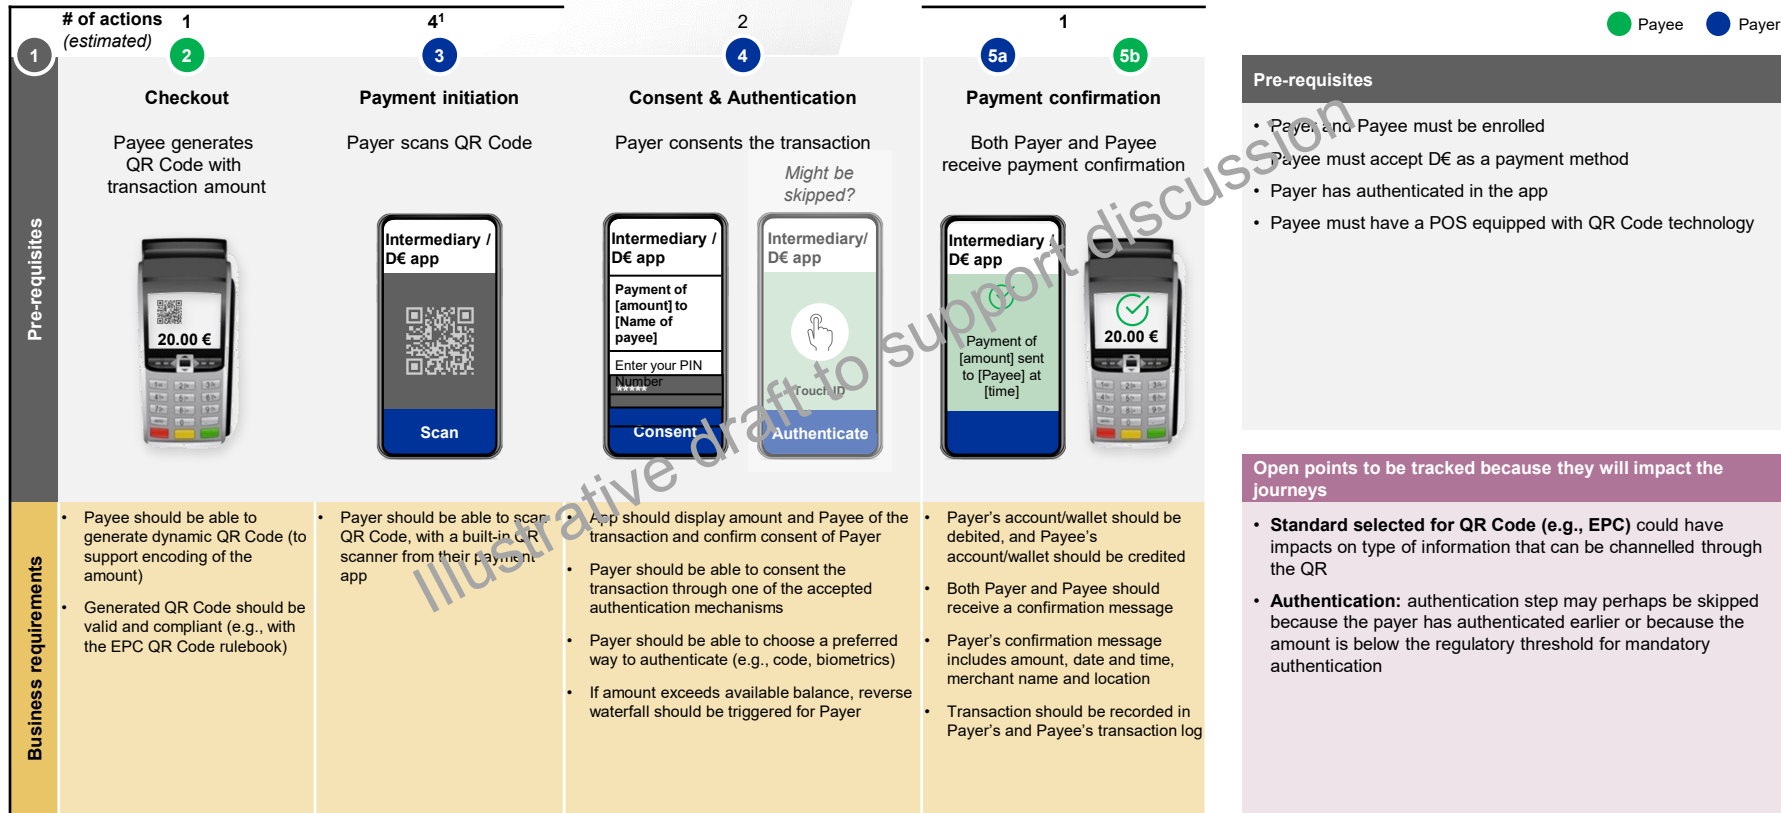 # of actions
(estimated)
1
4¹
2
1
Payee
Payer
1
2
3
4
5a
5b
Pre-requisites
Checkout
Payee generates
QR Code with
transaction amount
20.00 €
Payment initiation
Payer scans QR Code
Intermediary /
D€ app
Scan
Consent & Authentication
Payer consents the transaction
Might be
skipped?
Intermediary /
D€ app
Payment of
[amount] to
[Name of
payee]
Enter your PIN
Number
*****
Consent
Intermediary/
D€ app
Touch ID
Authenticate
Payment confirmation
Both Payer and Payee
receive payment confirmation
Intermediary /
D€ app
Payment of
[amount] sent
to [Payee] at
[time]
20.00 €
Business requirements
• Payee should be able to
generate dynamic QR Code (to
support encoding of the
amount)
• Generated QR Code should be
valid and compliant (e.g., with
the EPC QR Code rulebook)
• Payer should be able to scan
QR Code, with a built-in QR
scanner from their payment
app
• App should display amount and Payee of the
transaction and confirm consent of Payer
• Payer should be able to consent the
transaction through one of the accepted
authentication mechanisms
• Payer should be able to choose a preferred
way to authenticate (e.g., code, biometrics)
• If amount exceeds available balance, reverse
waterfall should be triggered for Payer
• Payer's account/wallet should be
debited, and Payee's
account/wallet should be credited
• Both Payer and Payee should
receive a confirmation message
• Payer's confirmation message
includes amount, date and time,
merchant name and location
• Transaction should be recorded in
Payer's and Payee's transaction log
Pre-requisites
• Payer and Payee must be enrolled
• Payee must accept D€ as a payment method
• Payer has authenticated in the app
• Payee must have a POS equipped with QR Code technology
Open points to be tracked because they will impact the
journeys
• Standard selected for QR Code (e.g., EPC) could have
impacts on type of information that can be channelled through
the QR
• Authentication: authentication step may perhaps be skipped
because the payer has authenticated earlier or because the
amount is below the regulatory threshold for mandatory
authentication
Illustrative draft to support discussion